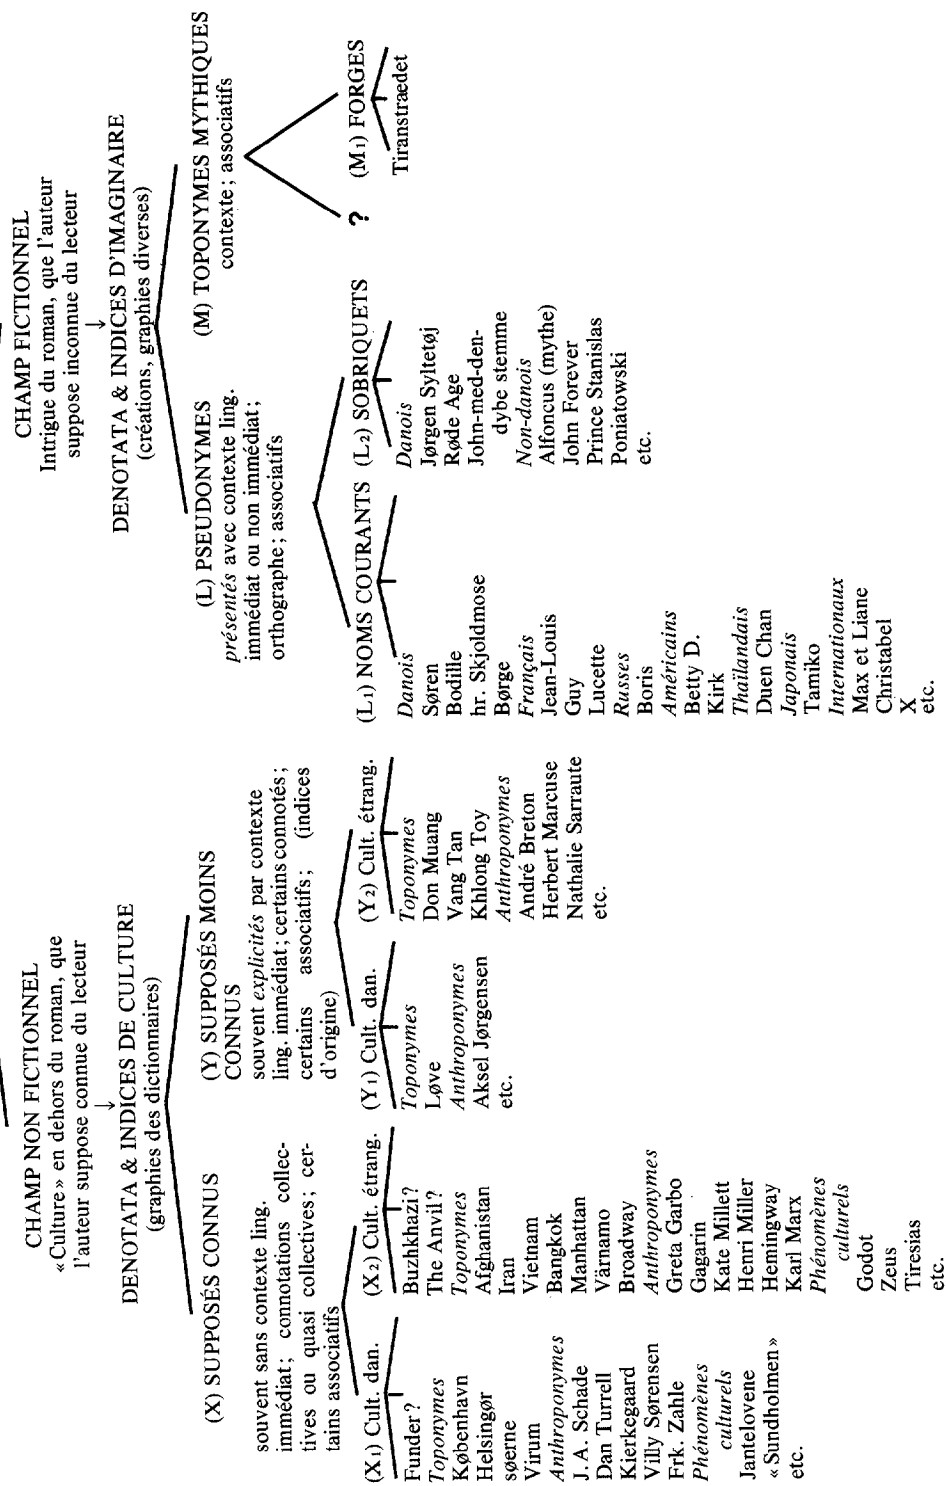 CHAMP NON FICTIONNEL
«Culture» en dehors du roman, que
l'auteur suppose connue du lecteur
↓
DENOTATA & INDICES DE CULTURE
(graphies des dictionnaires)
(X) SUPPOSÉS CONNUS
souvent sans contexte ling.
immédiat; connotations collec-
tives ou quasi collectives; cer-
tains associatifs
(X1) Cult. dan.
Funder?
Toponymes
København
Helsingør
søerne
Virum
Anthroponymes
J. A. Schade
Dan Turrell
Kierkegaard
Villy Sørensen
Frk. Zahle
Phénomènes
culturels
Jantelovene
«Sundholmen»
etc.
(X2) Cult. étrang.
Buzhkhazi?
The Anvil?
Toponymes
Afghanistan
Iran
Vietnam
Bangkok
Manhattan
Värnamo
Broadway
Anthroponymes
Greta Garbo
Gagarin
Kate Millett
Henri Miller
Hemingway
Karl Marx
Phénomènes
culturels
Godot
Zeus
Tiresias
etc.
(Y) SUPPOSÉS MOINS
CONNUS
souvent explicités par contexte
ling. immédiat; certains connotés;
certains associatifs; (indices
d'origine)
(Y1) Cult. dan.
Toponymes
Løve
Anthroponymes
Aksel Jørgensen
etc.
(Y2) Cult. étrang.
Toponymes
Don Muang
Vang Tan
Khlong Toy
Anthroponymes
André Breton
Herbert Marcuse
Nathalie Sarraute
etc.
CHAMP FICTIONNEL
Intrigue du roman, que l'auteur
suppose inconnue du lecteur
↓
DENOTATA & INDICES D'IMAGINAIRE
(créations, graphies diverses)
(L) PSEUDONYMES
présentés avec contexte ling.
immédiat ou non immédiat;
orthographe; associatifs
(L1) NOMS COURANTS
Danois
Søren
Bodille
hr. Skjoldmose
Børge
Français
Jean-Louis
Guy
Lucette
Russes
Boris
Américains
Betty D.
Kirk
Thaïlandais
Duen Chan
Japonais
Tamiko
Internationaux
Max et Liane
Christabel
X
etc.
(L2) SOBRIQUETS
Danois
Jørgen Syltetøj
Røde Age
John-med-den-
dybe stemme
Non-danois
Alfoncus (mythe)
John Forever
Prince Stanislas
Poniatowski
etc.
(M) TOPONYMES MYTHIQUES
contexte; associatifs
?
(M1) FORGES
Tiranstraedet